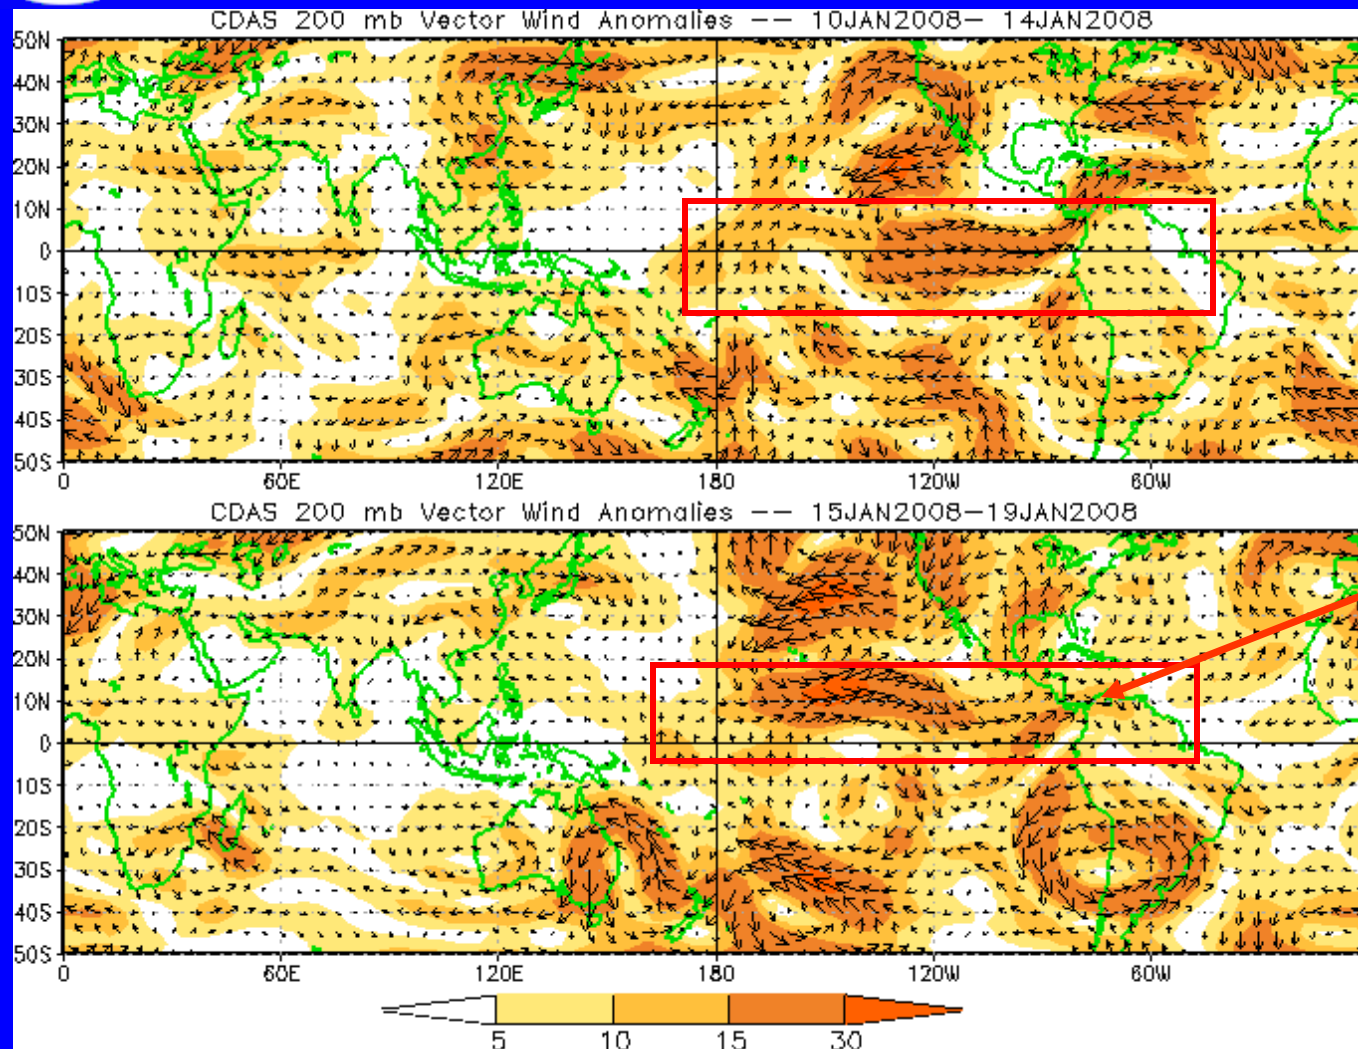 CDAS 200 mb Vector Wind Anomalies -- 10JAN2008- 14JAN2008
50N
40N
30N
20N
10N
0
10S
20S
30S
40S
50S
0 60E 120E 180 120W 60W
CDAS 200 mb Vector Wind Anomalies -- 15JAN2008-19JAN2008
50N
40N
30N
20N
10N
0
10S
20S
30S
40S
50S
0 60E 120E 180 120W 60W
5 10 15 30